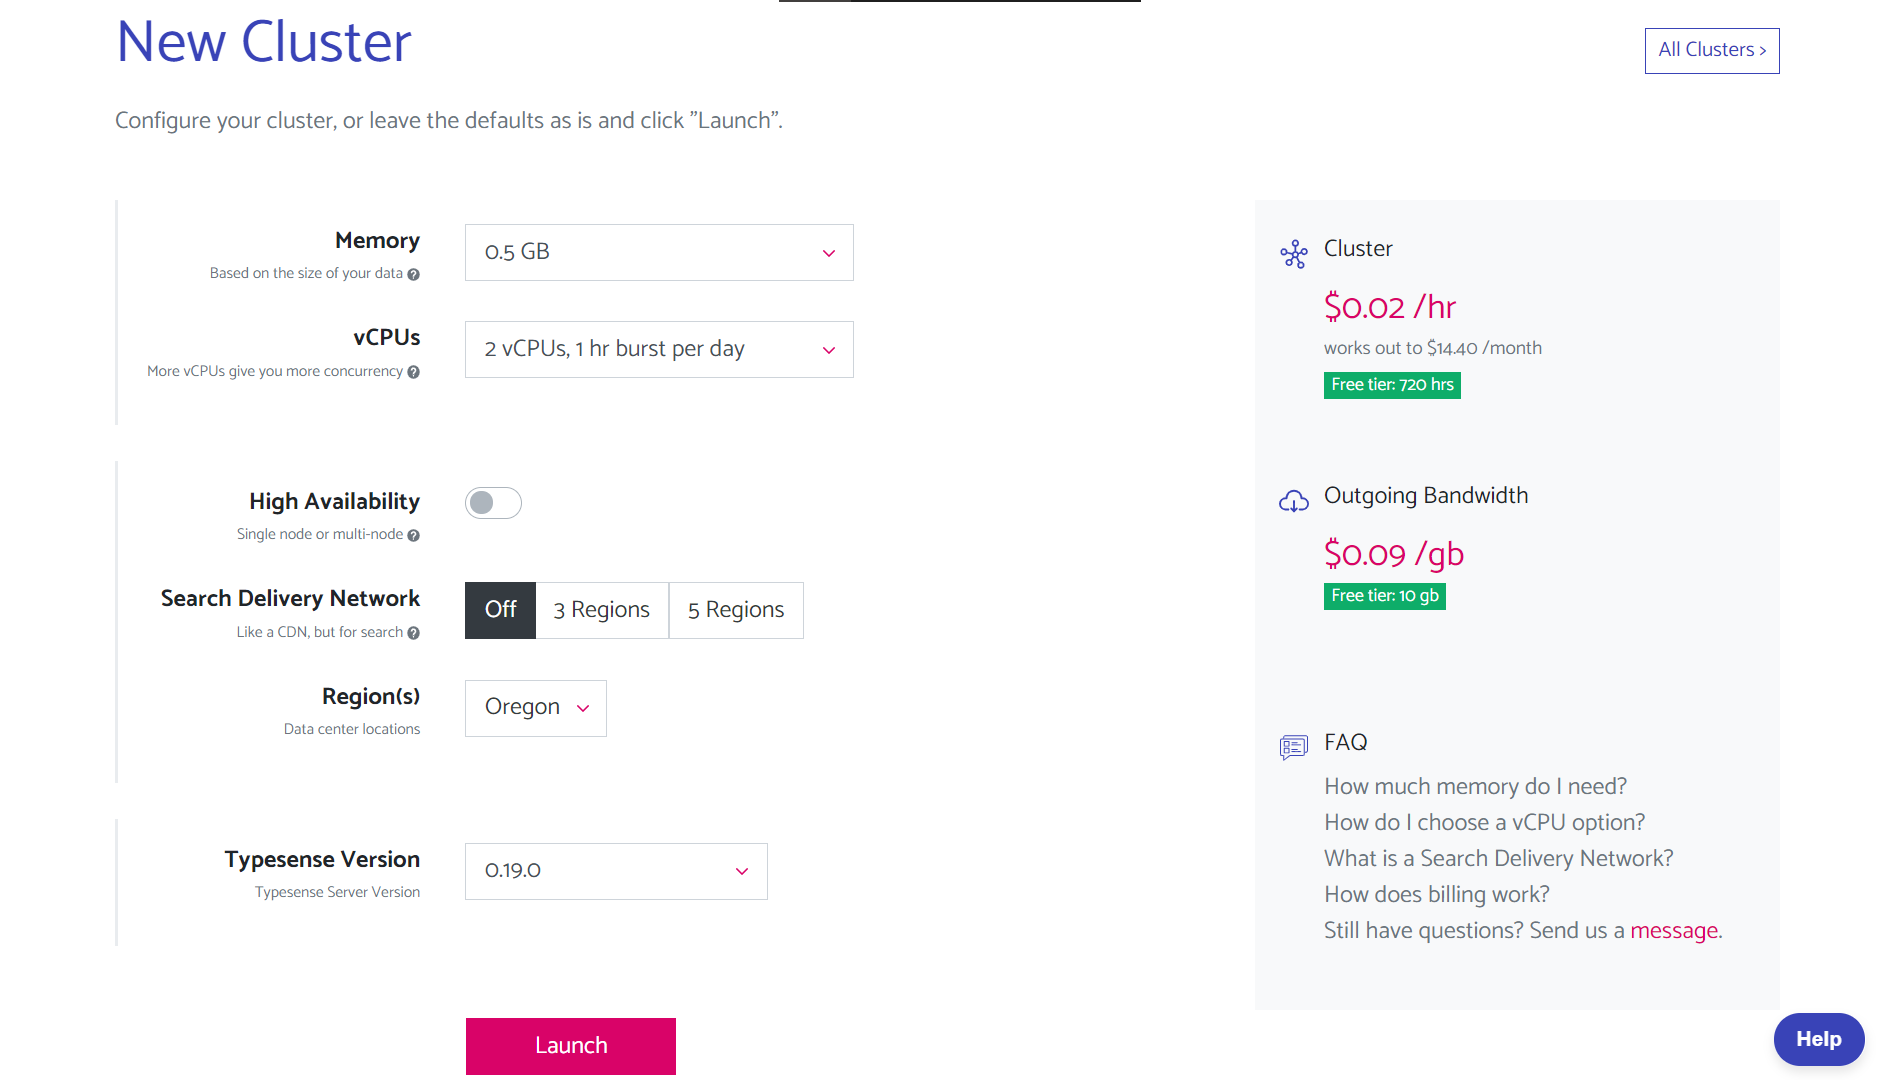 New Cluster
All Clusters >
Configure your cluster, or leave the defaults as is and click "Launch".
Memory
Based on the size of your data ?
0.5 GB
vCPUs
More vCPUs give you more concurrency ?
2 vCPUs, 1 hr burst per day
High Availability
Single node or multi-node ?
Search Delivery Network
Like a CDN, but for search ?
Off 3 Regions 5 Regions
Region(s)
Data center locations
Oregon
Typesense Version
Typesense Server Version
0.19.0
Launch
Cluster
$0.02 /hr
works out to $14.40 /month
Free tier: 720 hrs
Outgoing Bandwidth
$0.09 /gb
Free tier: 10 gb
FAQ
How much memory do I need?
How do I choose a vCPU option?
What is a Search Delivery Network?
How does billing work?
Still have questions? Send us a message.
Help